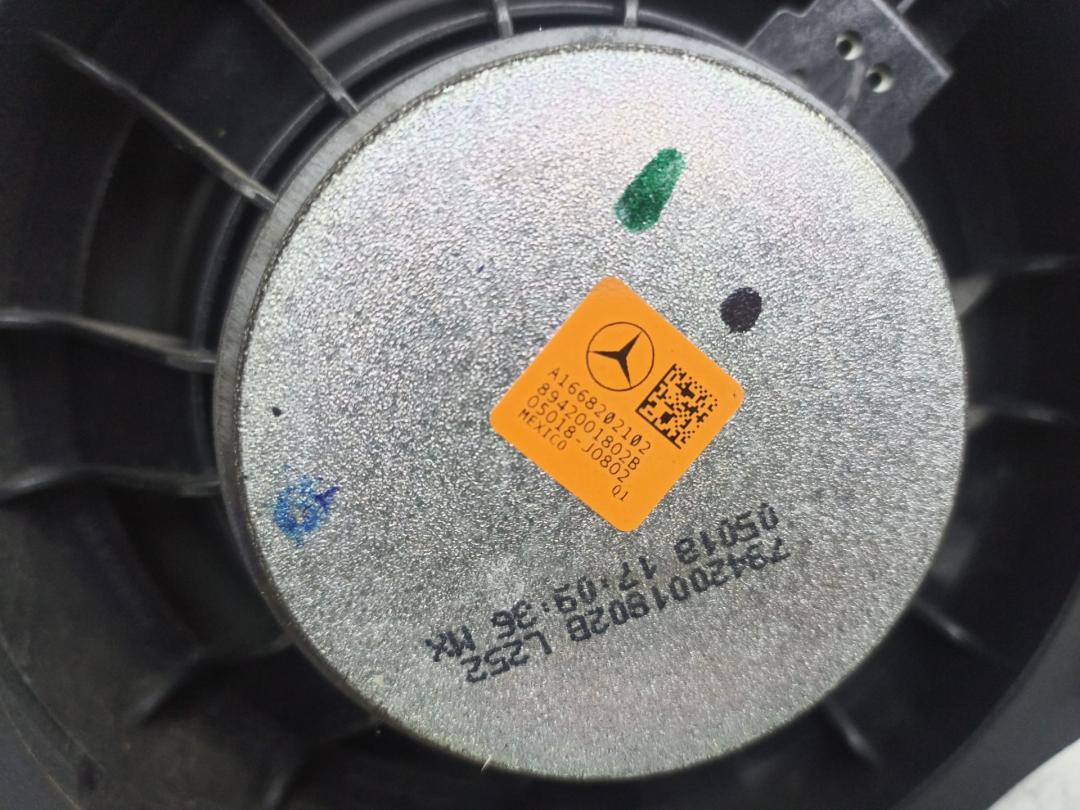 A1668202102
8942001802B
05018-J0802
MEXICO
Q1
7942001802B L252
05018 17:09:36 MX